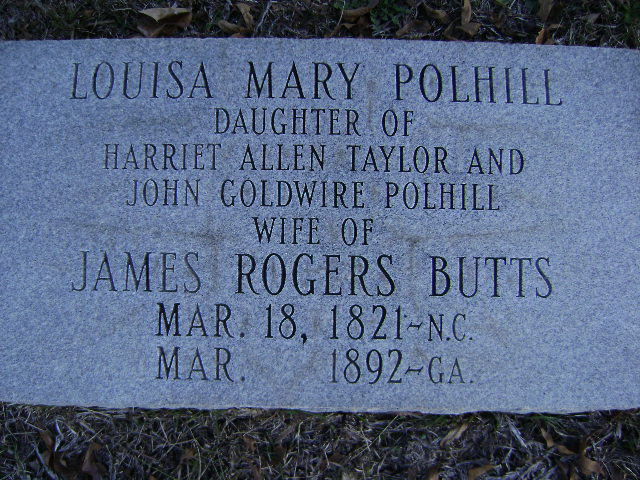 LOUISA MARY POLHILL
DAUGHTER OF
HARRIET ALLEN TAYLOR AND
JOHN GOLDWIRE POLHILL
WIFE OF
JAMES ROGERS BUTTS
MAR. 18, 1821~N.C.
MAR. 1892~GA.